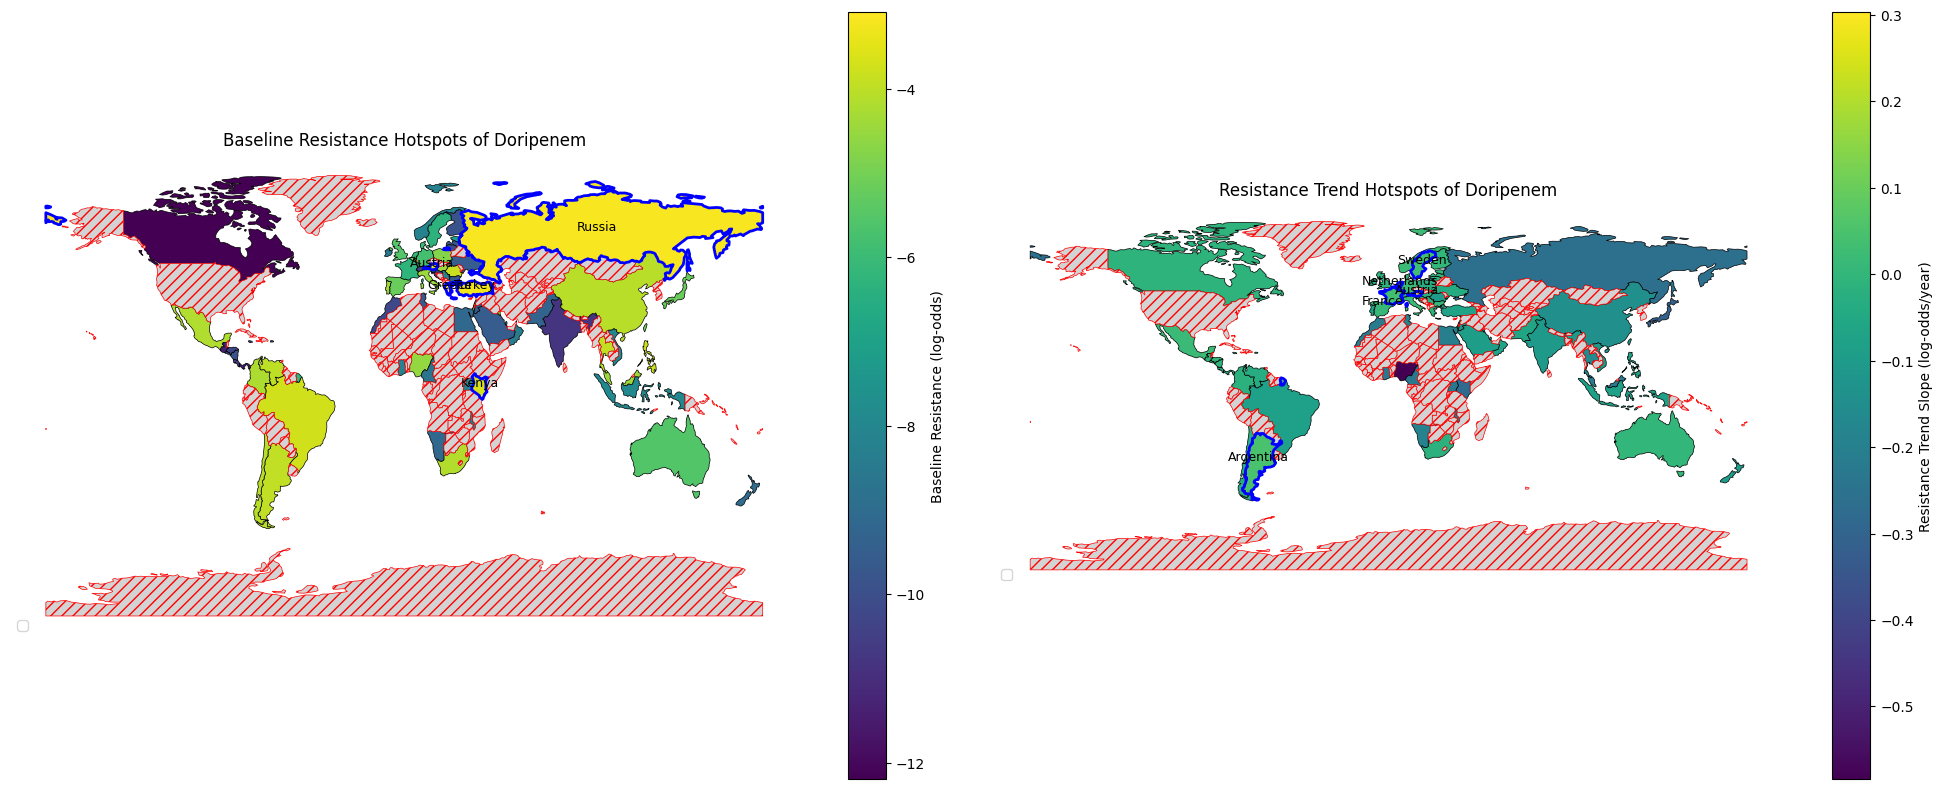 Baseline Resistance Hotspots of Doripenem
Russia
Austria
Greece
Turkey
Kenya
−4
−6
−8
−10
−12
Baseline Resistance (log-odds)
Resistance Trend Hotspots of Doripenem
Sweden
Netherlands
Austria
France
Argentina
0.3
0.2
0.1
0.0
−0.1
−0.2
−0.3
−0.4
−0.5
Resistance Trend Slope (log-odds/year)